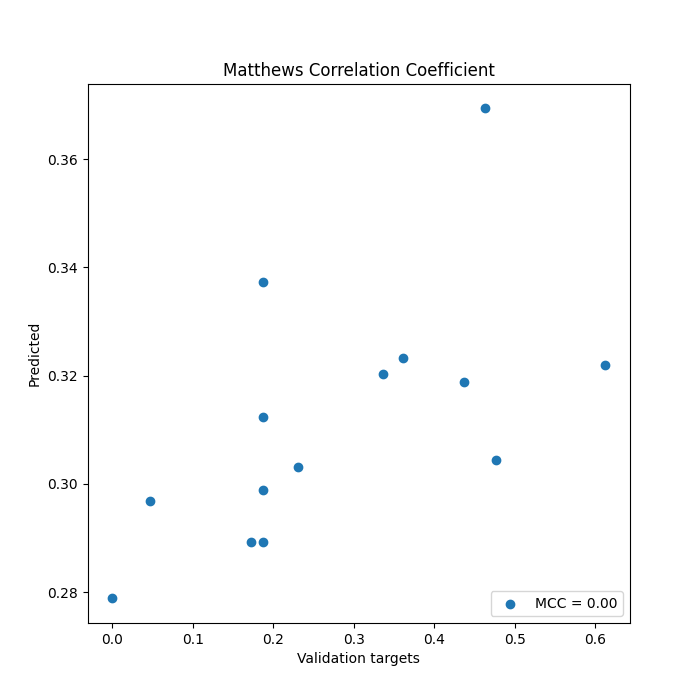 Matthews Correlation Coefficient
0.36
0.34
0.32
0.30
0.28
Predicted
MCC = 0.00
0.0 0.1 0.2 0.3 0.4 0.5 0.6
Validation targets